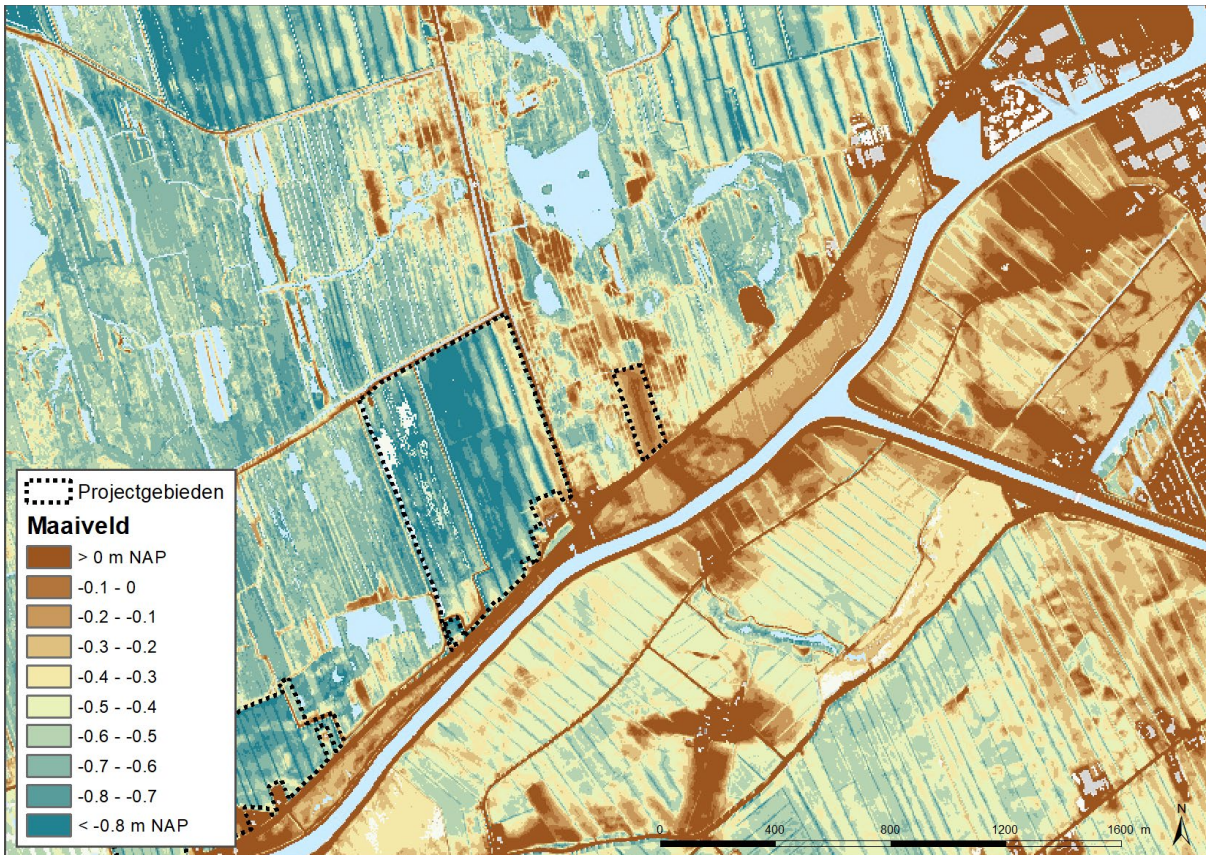 Projectgebieden
Maaiveld
> 0 m NAP
-0.1 - 0
-0.2 - -0.1
-0.3 - -0.2
-0.4 - -0.3
-0.5 - -0.4
-0.6 - -0.5
-0.7 - -0.6
-0.8 - -0.7
< -0.8 m NAP
N
0 400 800 1200 1600 m